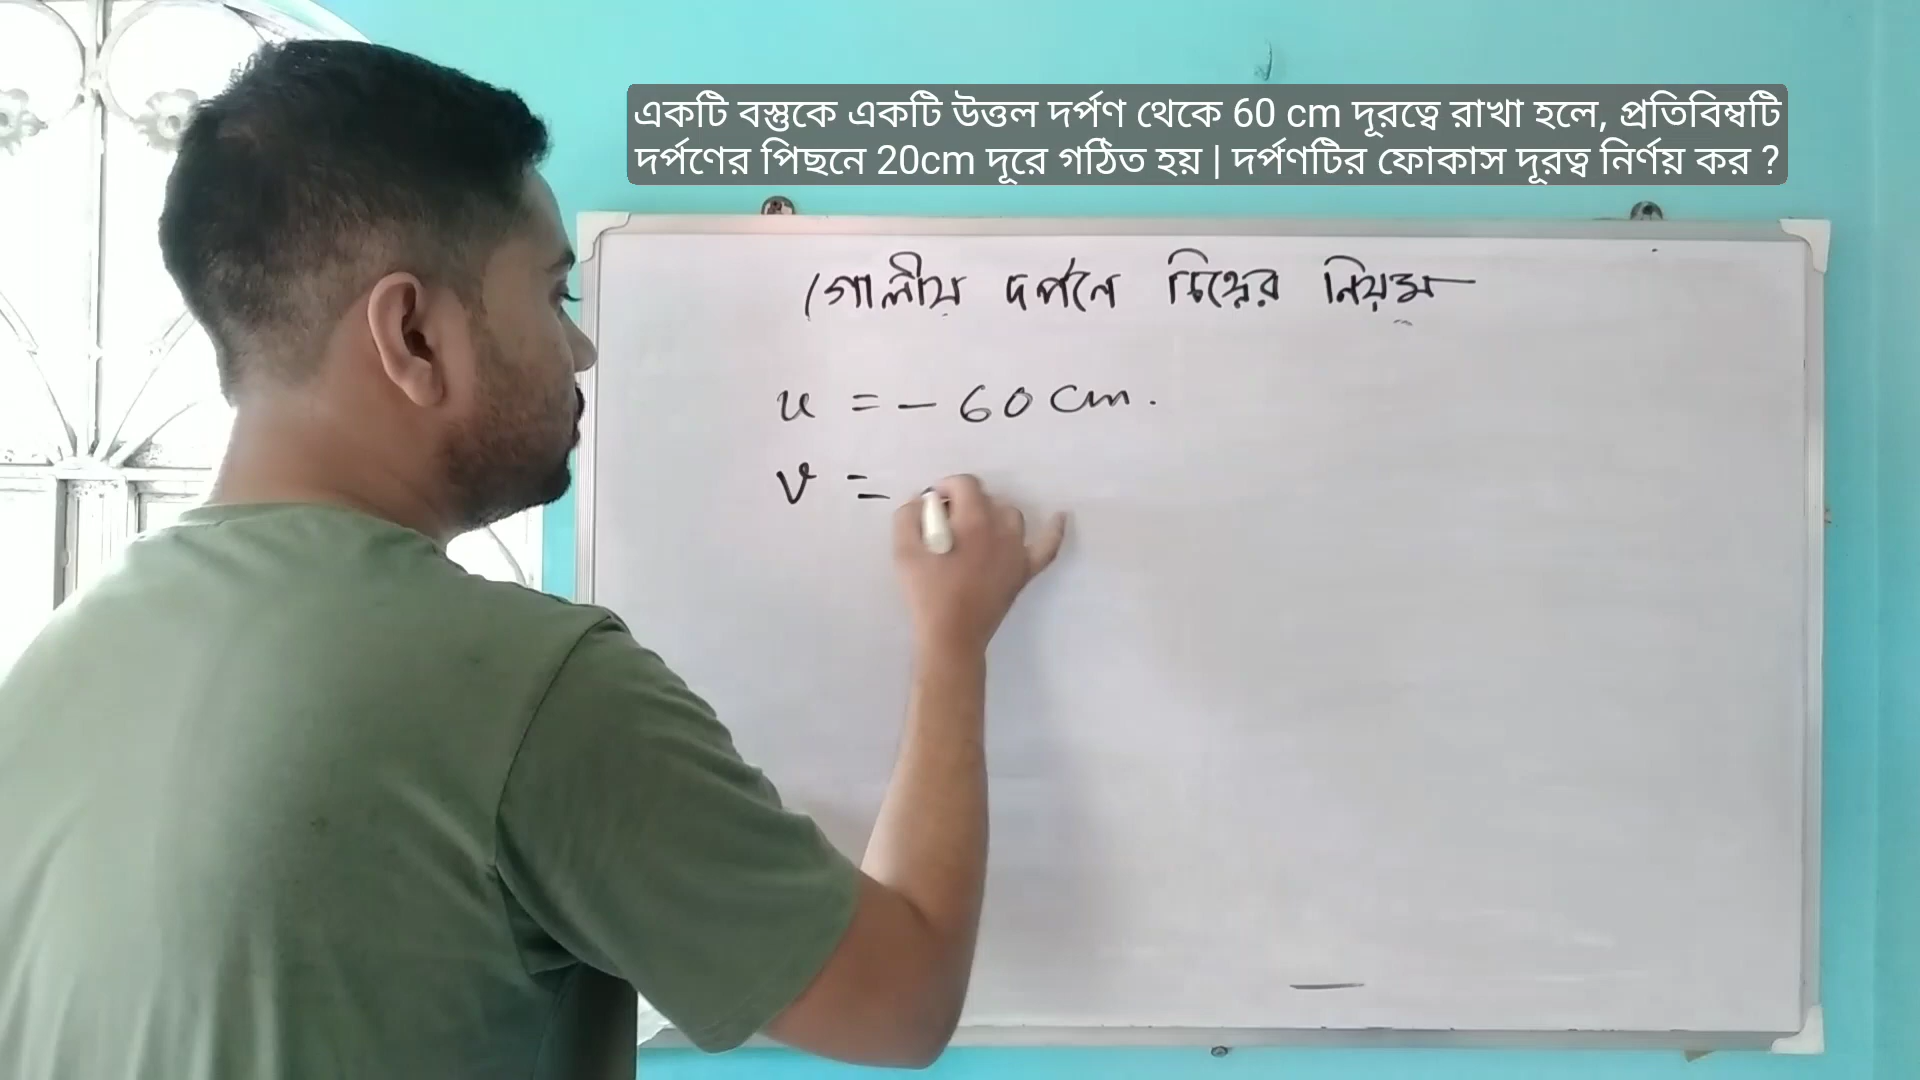 একটি বস্তুকে একটি উত্তল দর্পণ থেকে 60 cm দূরত্বে রাখা হলে, প্রতিবিম্বটি
দর্পণের পিছনে 20cm দূরে গঠিত হয় | দর্পণটির ফোকাস দূরত্ব নির্ণয় কর ?
গোলীয় দর্পনে চিহ্নের নিয়ম
u = - 60 cm.
v =